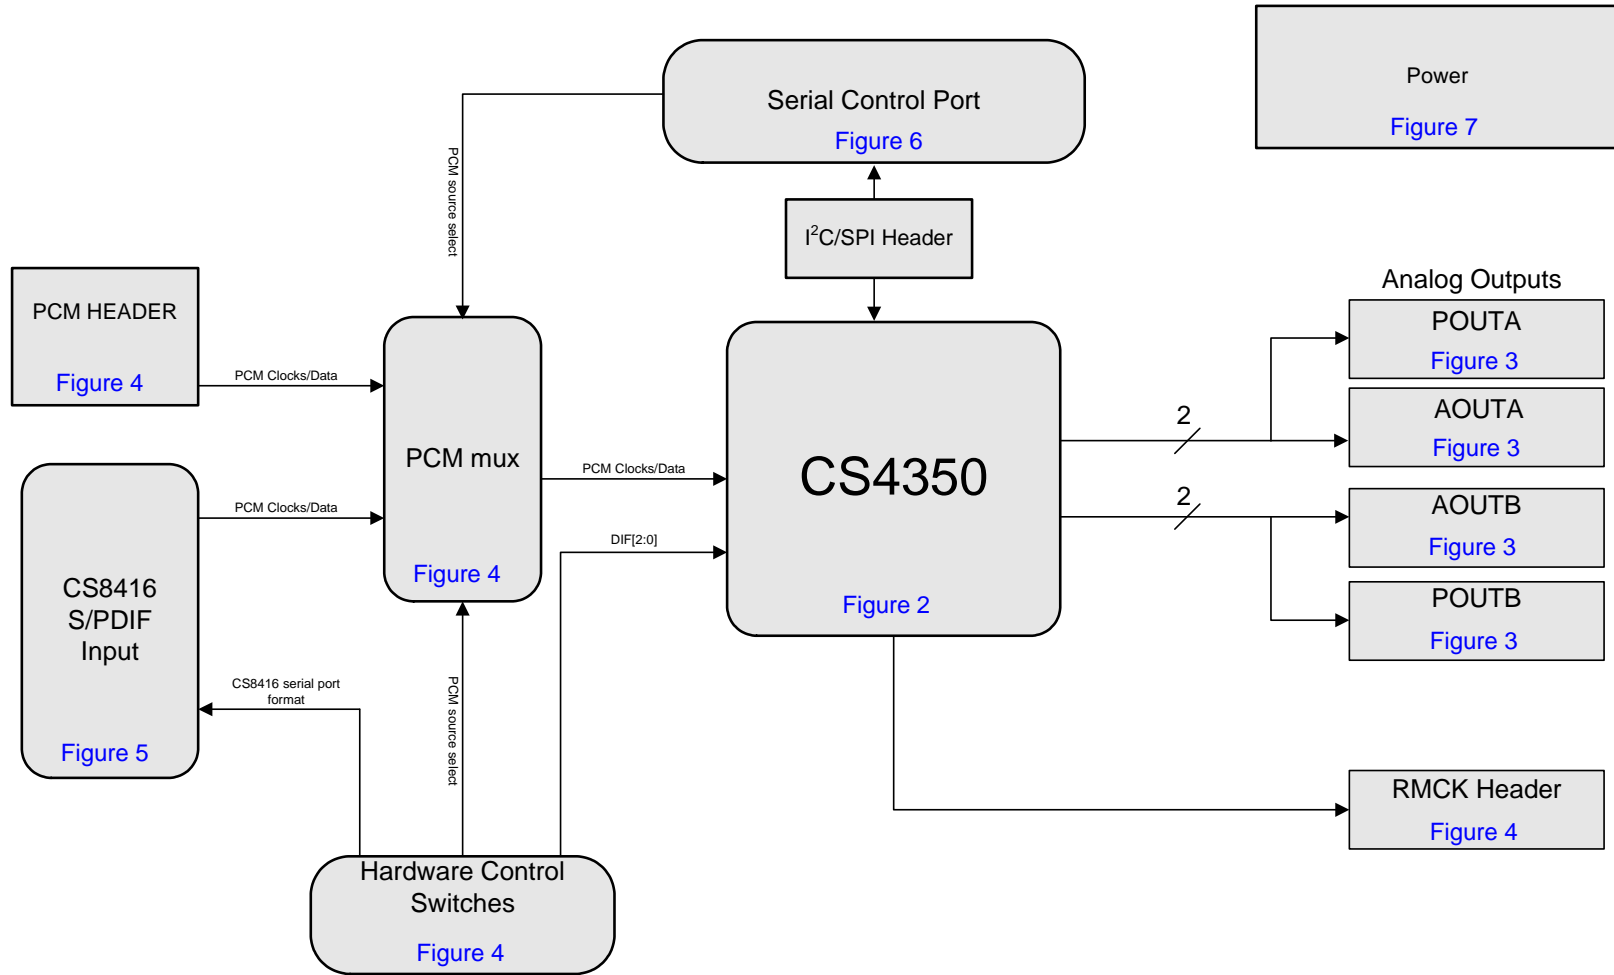 Power
Figure 7
Serial Control Port
Figure 6
PCM source select
I²C/SPI Header
PCM HEADER
Figure 4
PCM Clocks/Data
Analog Outputs
POUTA
Figure 3
AOUTA
Figure 3
2
PCM mux
Figure 4
PCM Clocks/Data
CS4350
Figure 2
CS8416
S/PDIF
Input
Figure 5
PCM Clocks/Data
2
AOUTB
Figure 3
POUTB
Figure 3
DIF[2:0]
CS8416 serial port
format
PCM source select
RMCK Header
Figure 4
Hardware Control
Switches
Figure 4